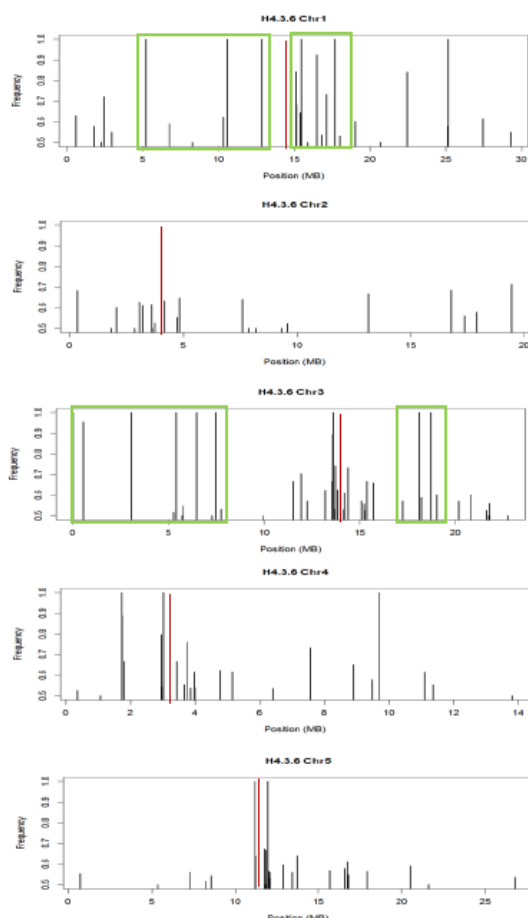 H4.3.6 Chr1
Frequency
1.0
0.9
0.8
0.7
0.6
0.5
0 5 10 15 20 25 30
Position (MB)
H4.3.6 Chr2
Frequency
1.0
0.9
0.8
0.7
0.6
0.5
0 5 10 15 20
Position (MB)
H4.3.6 Chr3
Frequency
1.0
0.9
0.8
0.7
0.6
0.5
0 5 10 15 20
Position (MB)
H4.3.6 Chr4
Frequency
1.0
0.9
0.8
0.7
0.6
0.5
0 2 4 6 8 10 12 14
Position (MB)
H4.3.6 Chr5
Frequency
1.0
0.9
0.8
0.7
0.6
0.5
0 5 10 15 20 25
Position (MB)